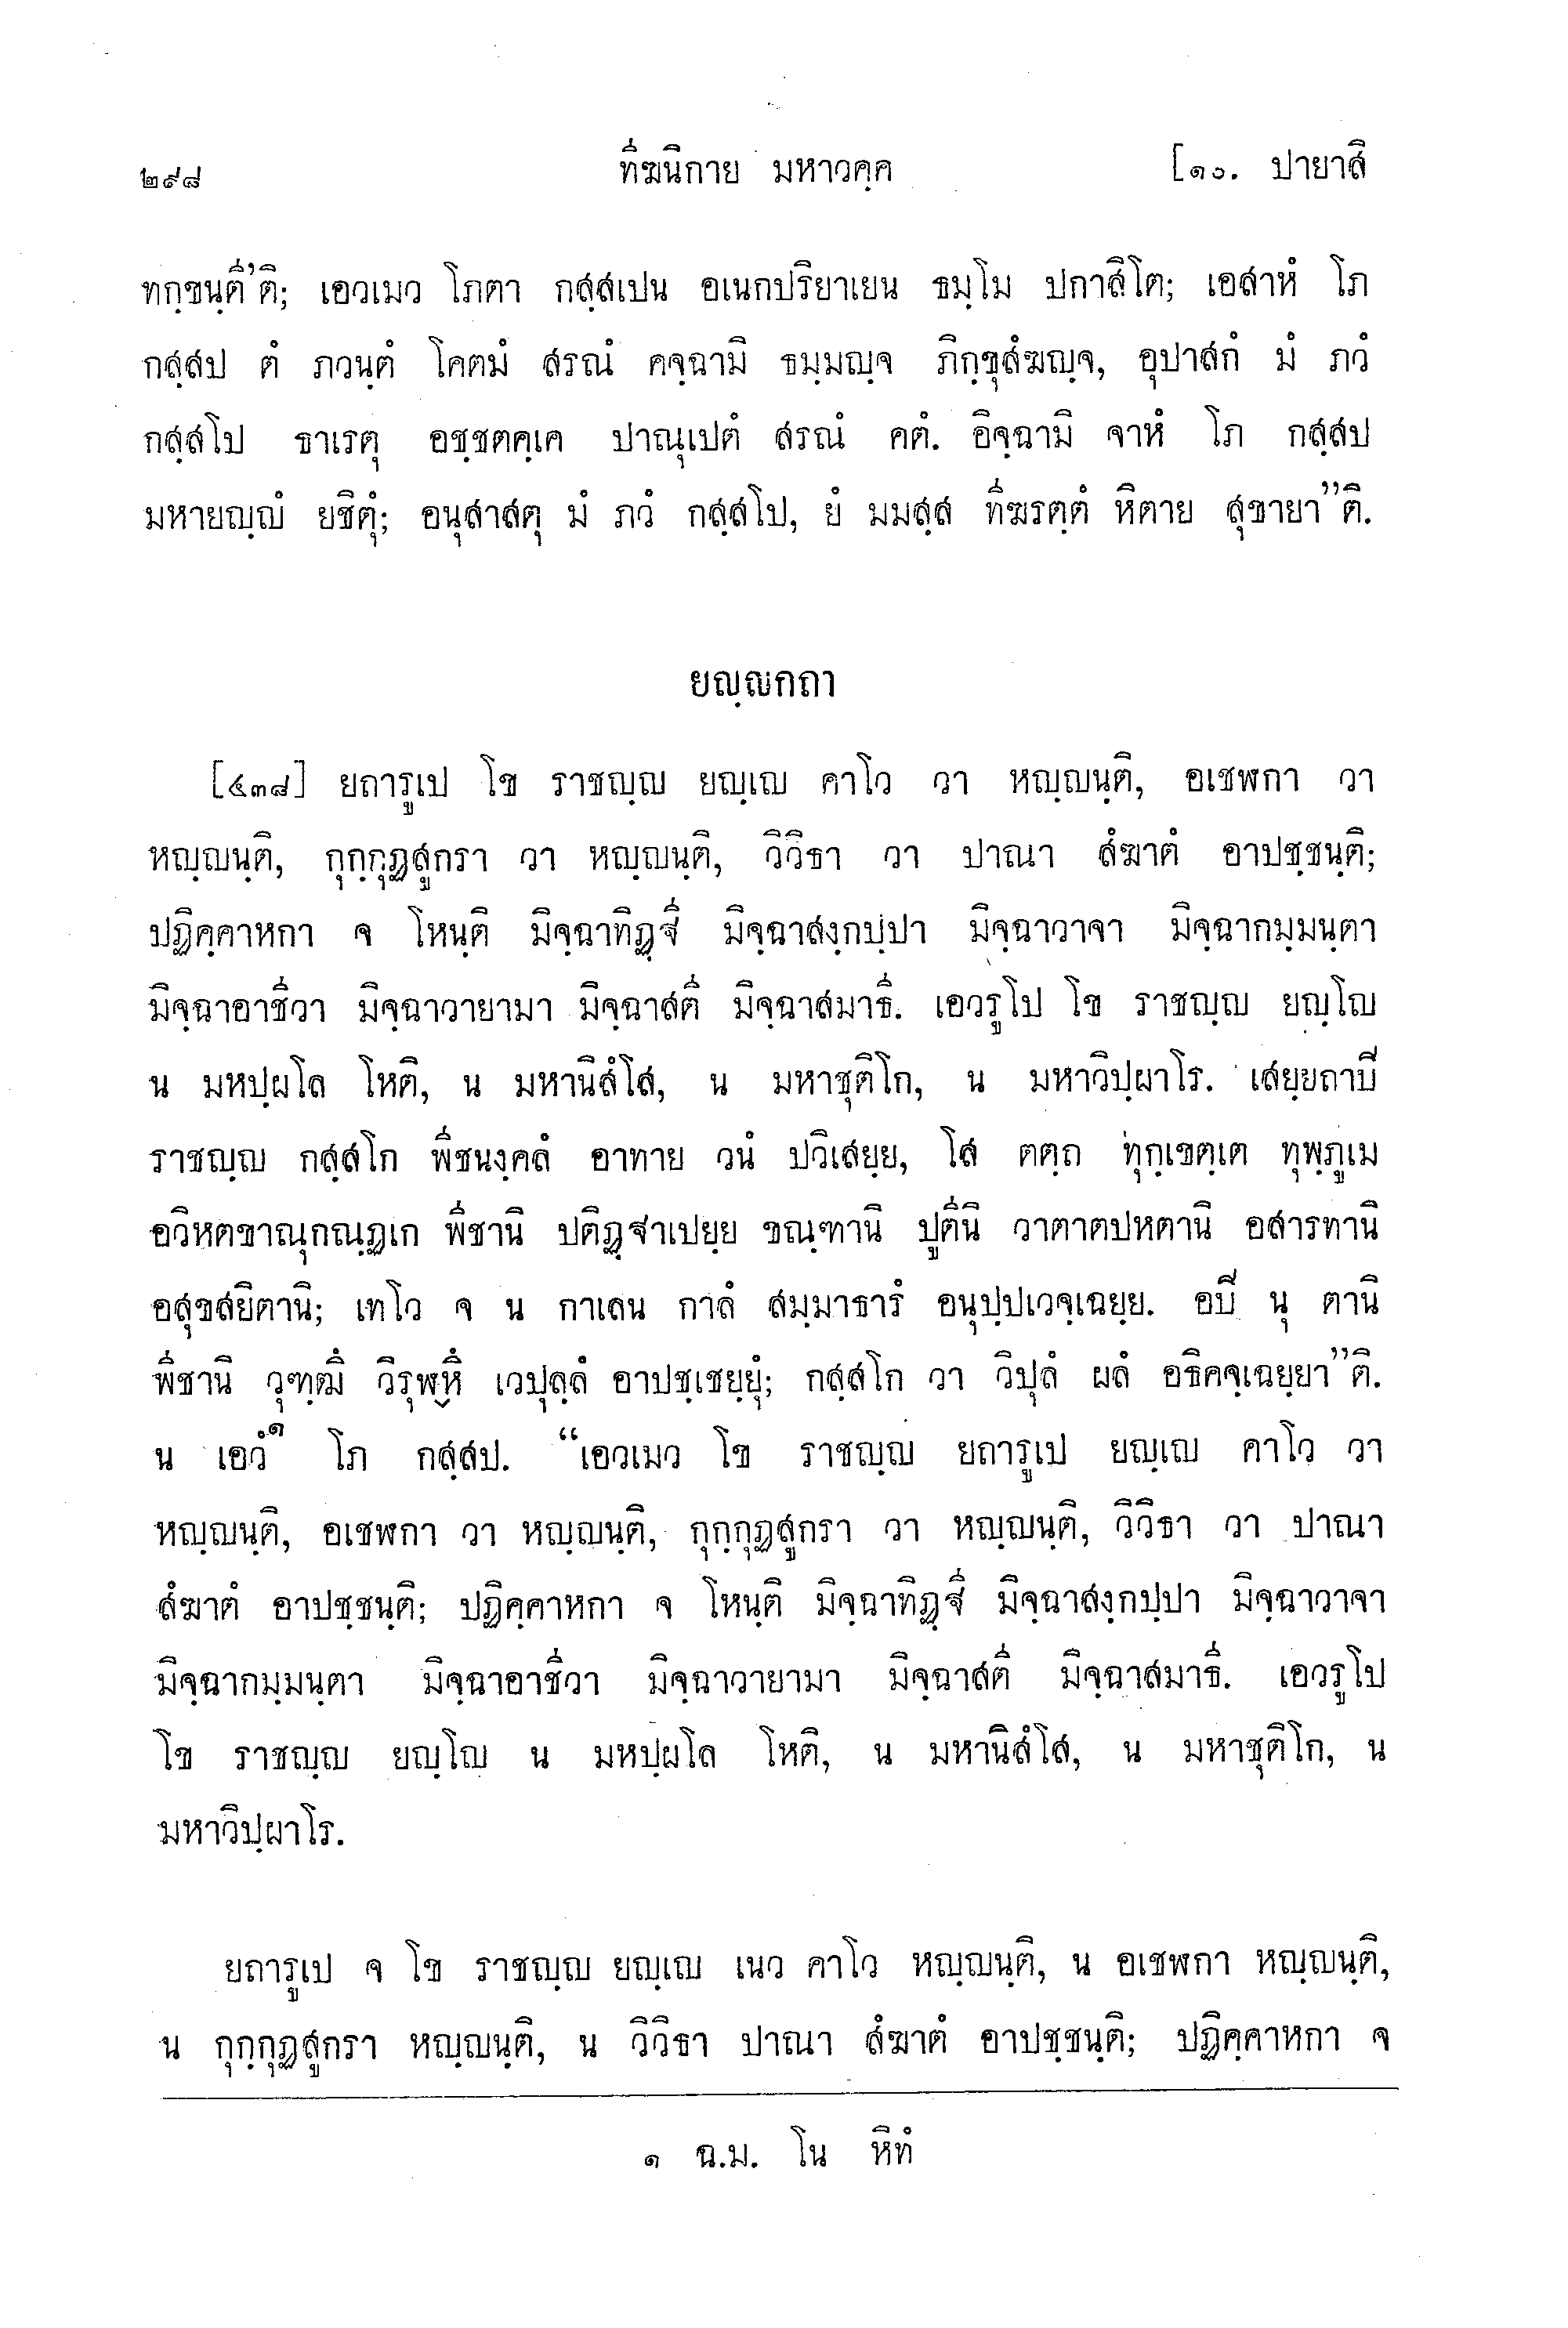 ๒๙๘ ทีฆนิกาย มหาวคฺค [๑๐. ปายาสิ
ทกฺขนฺตี’ติ; เอวเมว โภตา กสฺสเปน อเนกปริยาเยน ธมฺโม ปกาสิโต; เอสาหํ โภ
กสฺสป ตํ ภวนฺตํ โคตมํ สรณํ คจฺฉามิ ธมฺมญฺจ ภิกฺขุสํฆญฺจ, อุปาสกํ มํ ภวํ
กสฺสโป ธาเรตุ อชฺชตคฺเค ปาณุเปตํ สรณํ คตํ. อิจฺฉามิ จาหํ โภ กสฺสป
มหายญฺญํ ยชิตุํ; อนุสาสตุ มํ ภวํ กสฺสโป, ยํ มมสฺส ทีฆรตฺตํ หิตาย สุขายา”ติ.
ยญฺญกถา
[๔๓๘] ยถารูเป โข ราชญฺญ ยญฺเญ คาโว วา หญฺญนฺติ, อเชฬกา วา
หญฺญนฺติ, กุกฺกุฏสูกรา วา หญฺญนฺติ, วิวิธา วา ปาณา สํฆาตํ อาปชฺชนฺติ;
ปฏิคฺคาหกา จ โหนฺติ มิจฺฉาทิฏฺฐี มิจฺฉาสงฺกปฺปา มิจฺฉาวาจา มิจฺฉากมฺมนฺตา
มิจฺฉาอาชีวา มิจฺฉาวายามา มิจฺฉาสตี มิจฺฉาสมาธี. เอวรูโป โข ราชญฺญ ยญฺโญ
น มหปฺผโล โหติ, น มหานิสํโส, น มหาชุติโก, น มหาวิปฺผาโร. เสยฺยถาปิ
ราชญฺญ กสฺสโก พีชนงฺคลํ อาทาย วนํ ปวิเสยฺย, โส ตตฺถ ทุกฺเขตฺเต ทุพฺภูเม
อวิหตขาณุกณฺฏเก พีชานิ ปติฏฺฐาเปยฺย ขณฺฑานิ ปูตีนิ วาตาตปหตานิ อสารทานิ
อสุขสยิตานิ; เทโว จ น กาเลน กาลํ สมฺมาธารํ อนุปฺปเวจฺเฉยฺย. อปิ นุ ตานิ
พีชานิ วุฑฺฒึ วิรุฬฺหึ เวปุลฺลํ อาปชฺเชยฺยุํ; กสฺสโก วา วิปุลํ ผลํ อธิคจฺเฉยฺยา”ติ.
น เอวํ๑ โภ กสฺสป. “เอวเมว โข ราชญฺญ ยถารูเป ยญฺเญ คาโว วา
หญฺญนฺติ, อเชฬกา วา หญฺญนฺติ, กุกฺกุฏสูกรา วา หญฺญนฺติ, วิวิธา วา ปาณา
สํฆาตํ อาปชฺชนฺติ; ปฏิคฺคาหกา จ โหนฺติ มิจฺฉาทิฏฺฐี มิจฺฉาสงฺกปฺปา มิจฺฉาวาจา
มิจฺฉากมฺมนฺตา มิจฺฉาอาชีวา มิจฺฉาวายามา มิจฺฉาสตี มิจฺฉาสมาธี. เอวรูโป
โข ราชญฺญ ยญฺโญ น มหปฺผโล โหติ, น มหานิสํโส, น มหาชุติโก, น
มหาวิปฺผาโร.
ยถารูเป จ โข ราชญฺญ ยญฺเญ เนว คาโว หญฺญนฺติ, น อเชฬกา หญฺญนฺติ,
น กุกฺกุฏสูกรา หญฺญนฺติ, น วิวิธา ปาณา สํฆาตํ อาปชฺชนฺติ; ปฏิคฺคาหกา จ
๑ ฉ.ม. โน หิทํ